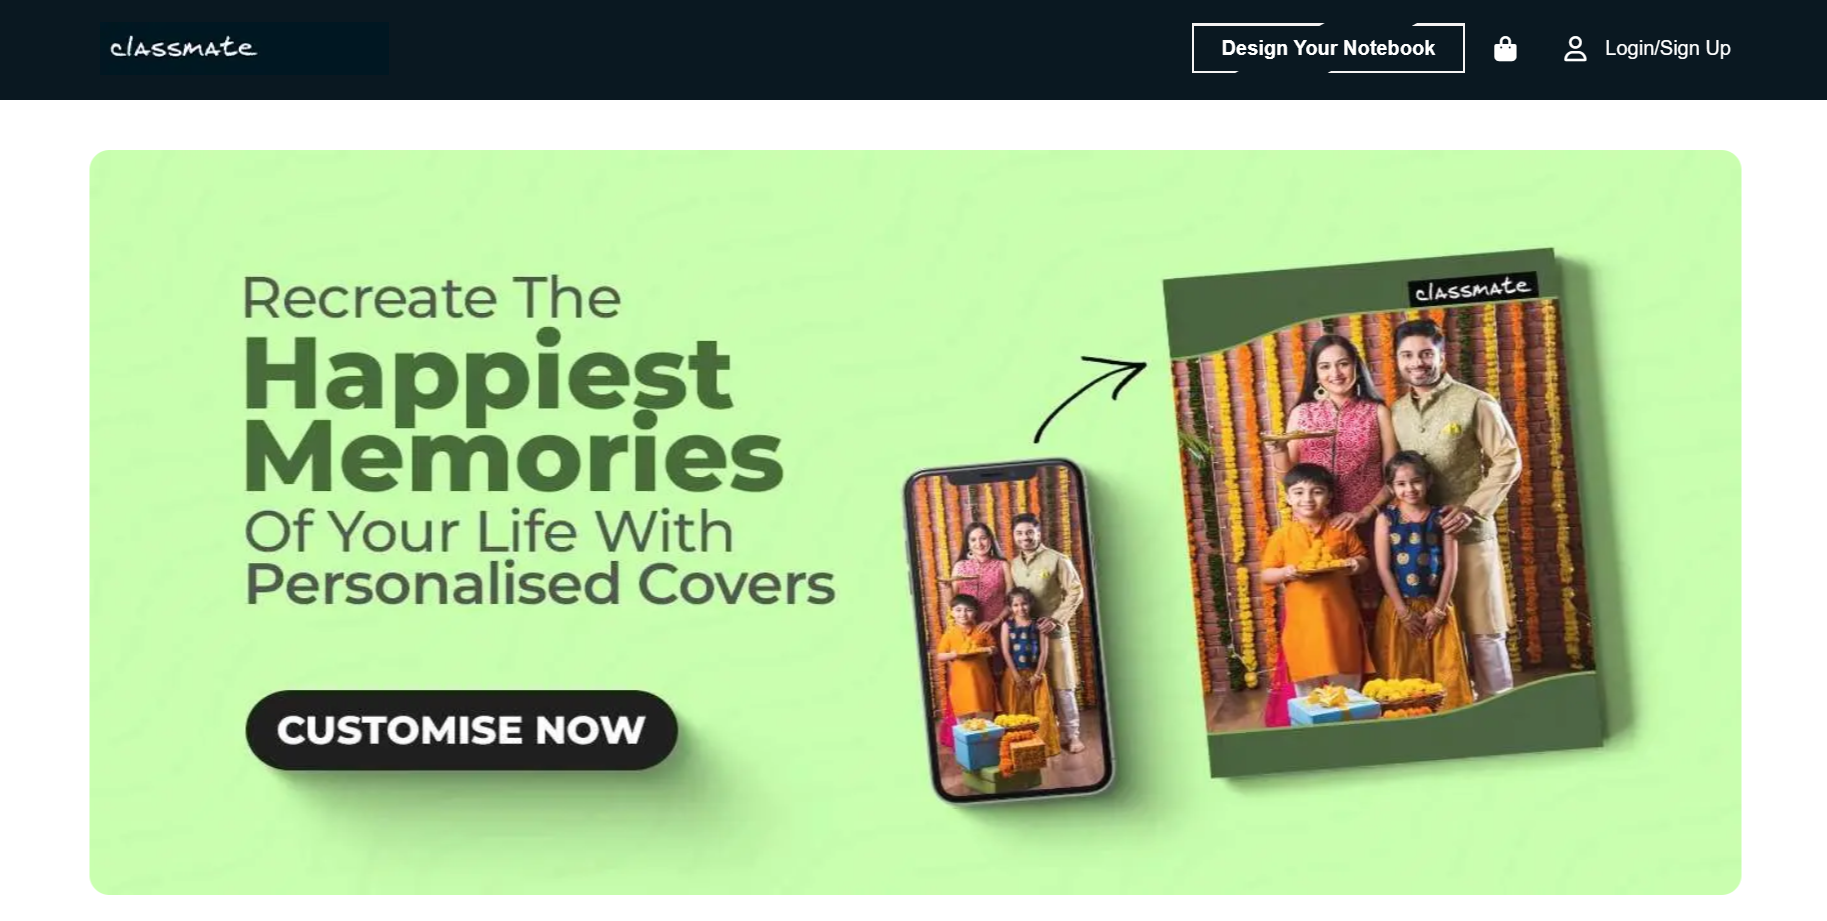 classmate
Design Your Notebook
Login/Sign Up
Recreate The
Happiest
Memories
Of Your Life With
Personalised Covers
CUSTOMISE NOW
classmate